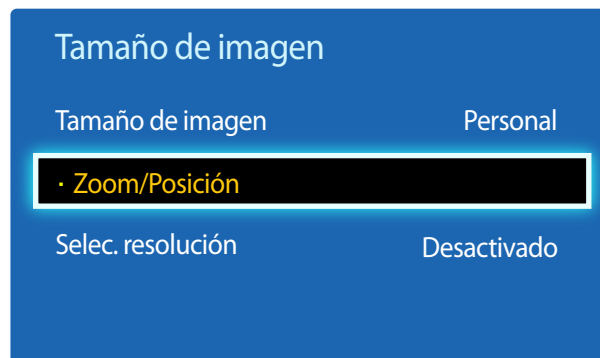 Tamaño de imagen
Tamaño de imagen Personal
· Zoom/Posición
Selec. resolución Desactivado